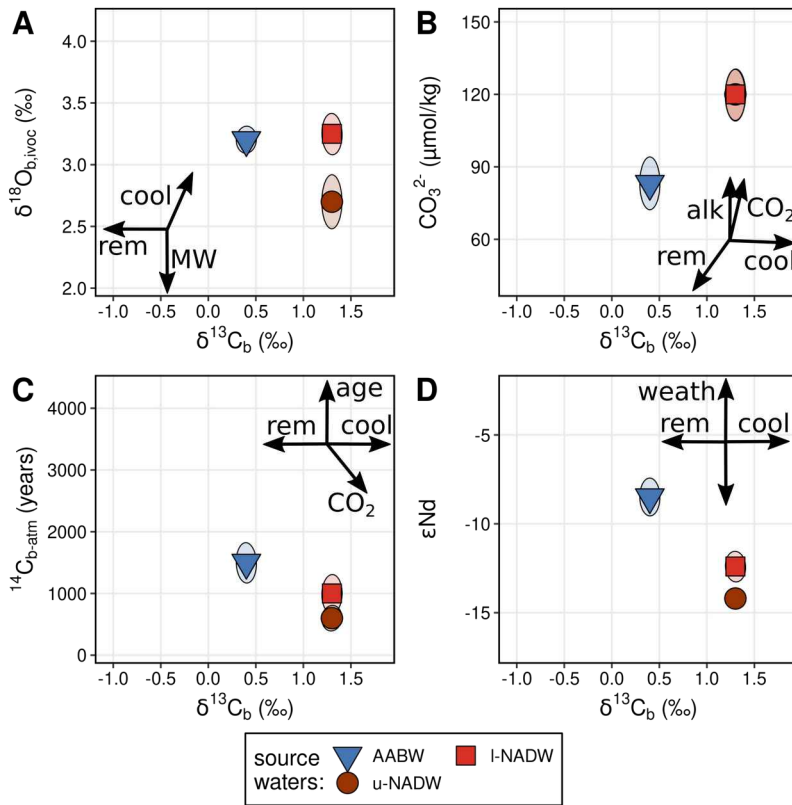 A
4.0
3.5
3.0
2.5
2.0
δ18Ob,ivoc (‰)
cool
rem
MW
-1.0 -0.5 0.0 0.5 1.0 1.5
δ13Cb (‰)
B
150
120
90
60
CO32- (μmol/kg)
alk
CO2
rem
cool
-1.0 -0.5 0.0 0.5 1.0 1.5
δ13Cb (‰)
C
4000
3000
2000
1000
0
14Cb-atm (years)
age
rem
cool
CO2
-1.0 -0.5 0.0 0.5 1.0 1.5
δ13Cb (‰)
D
-5
-10
-15
εNd
weath
rem
cool
-1.0 -0.5 0.0 0.5 1.0 1.5
δ13Cb (‰)
source
waters:
AABW
l-NADW
u-NADW